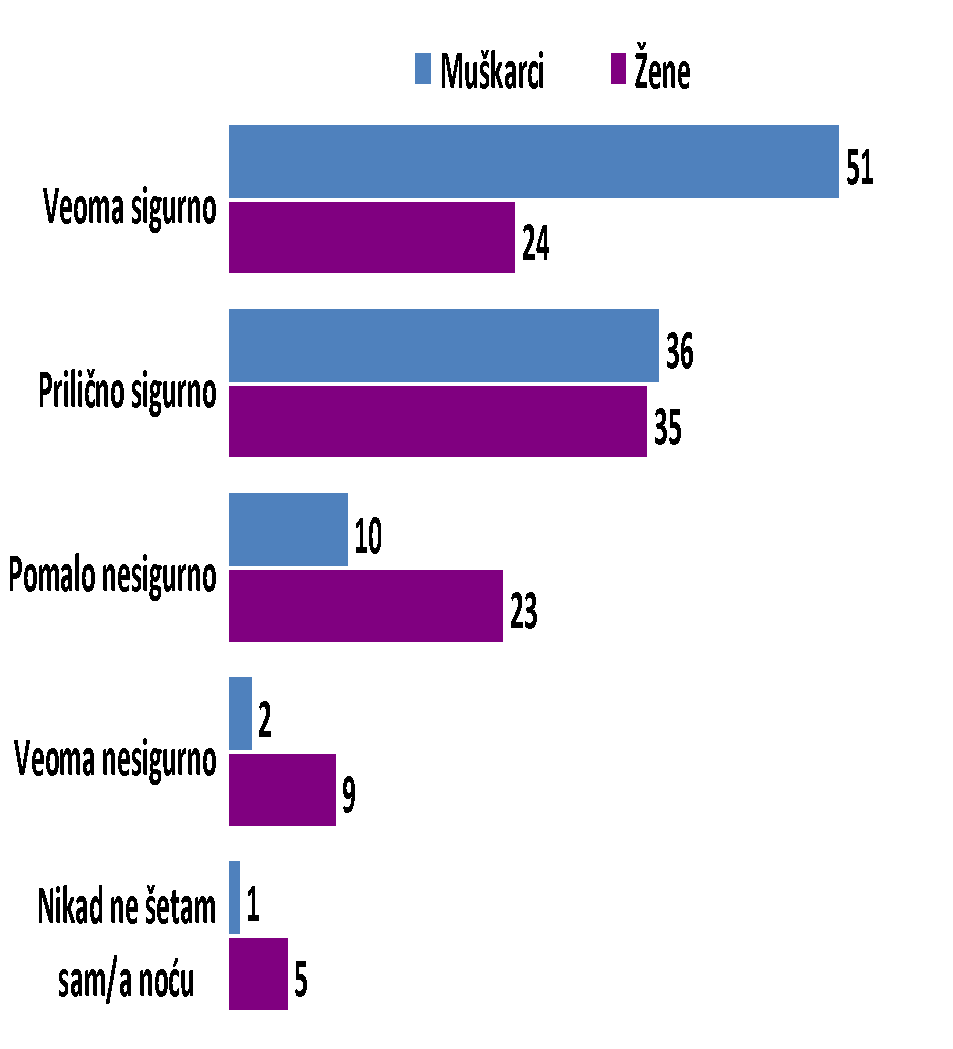 Muškarci Žene
Veoma sigurno
51
24
Prilično sigurno
36
35
Pomalo nesigurno
10
23
Veoma nesigurno
2
9
Nikad ne šetam
sam/a noću
1
5